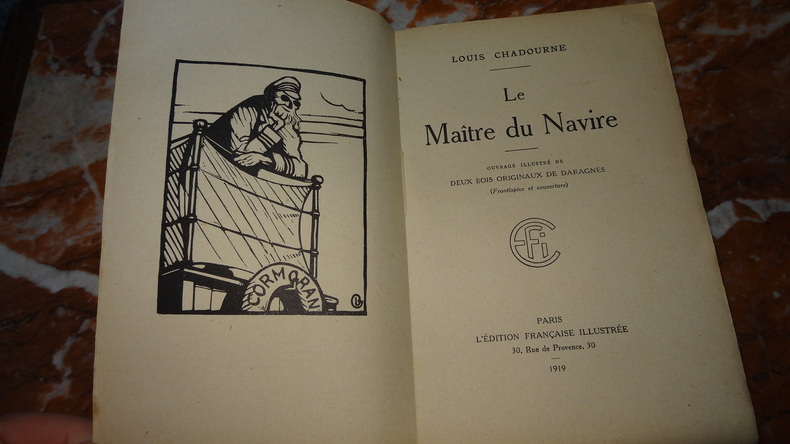 CORMORAN
LOUIS CHADOURNE
Le
Maître du Navire
OUVRAGE ILLUSTRÉ DE
DEUX BOIS ORIGINAUX DE DARAGNÈS
(Frontispice et couverture)
EFi
PARIS
L'ÉDITION FRANÇAISE ILLUSTRÉE
30, Rue de Provence, 30
1919